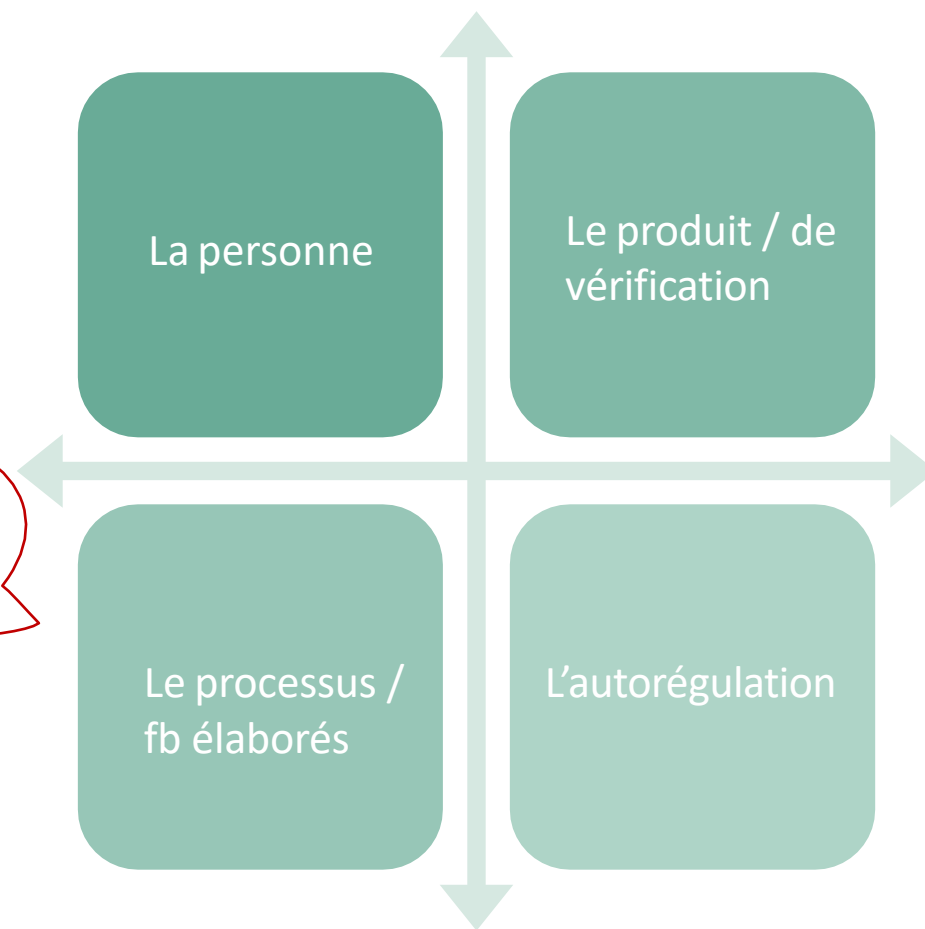 La personne
Le produit / de
vérification
Le processus /
fb élaborés
L’autorégulation